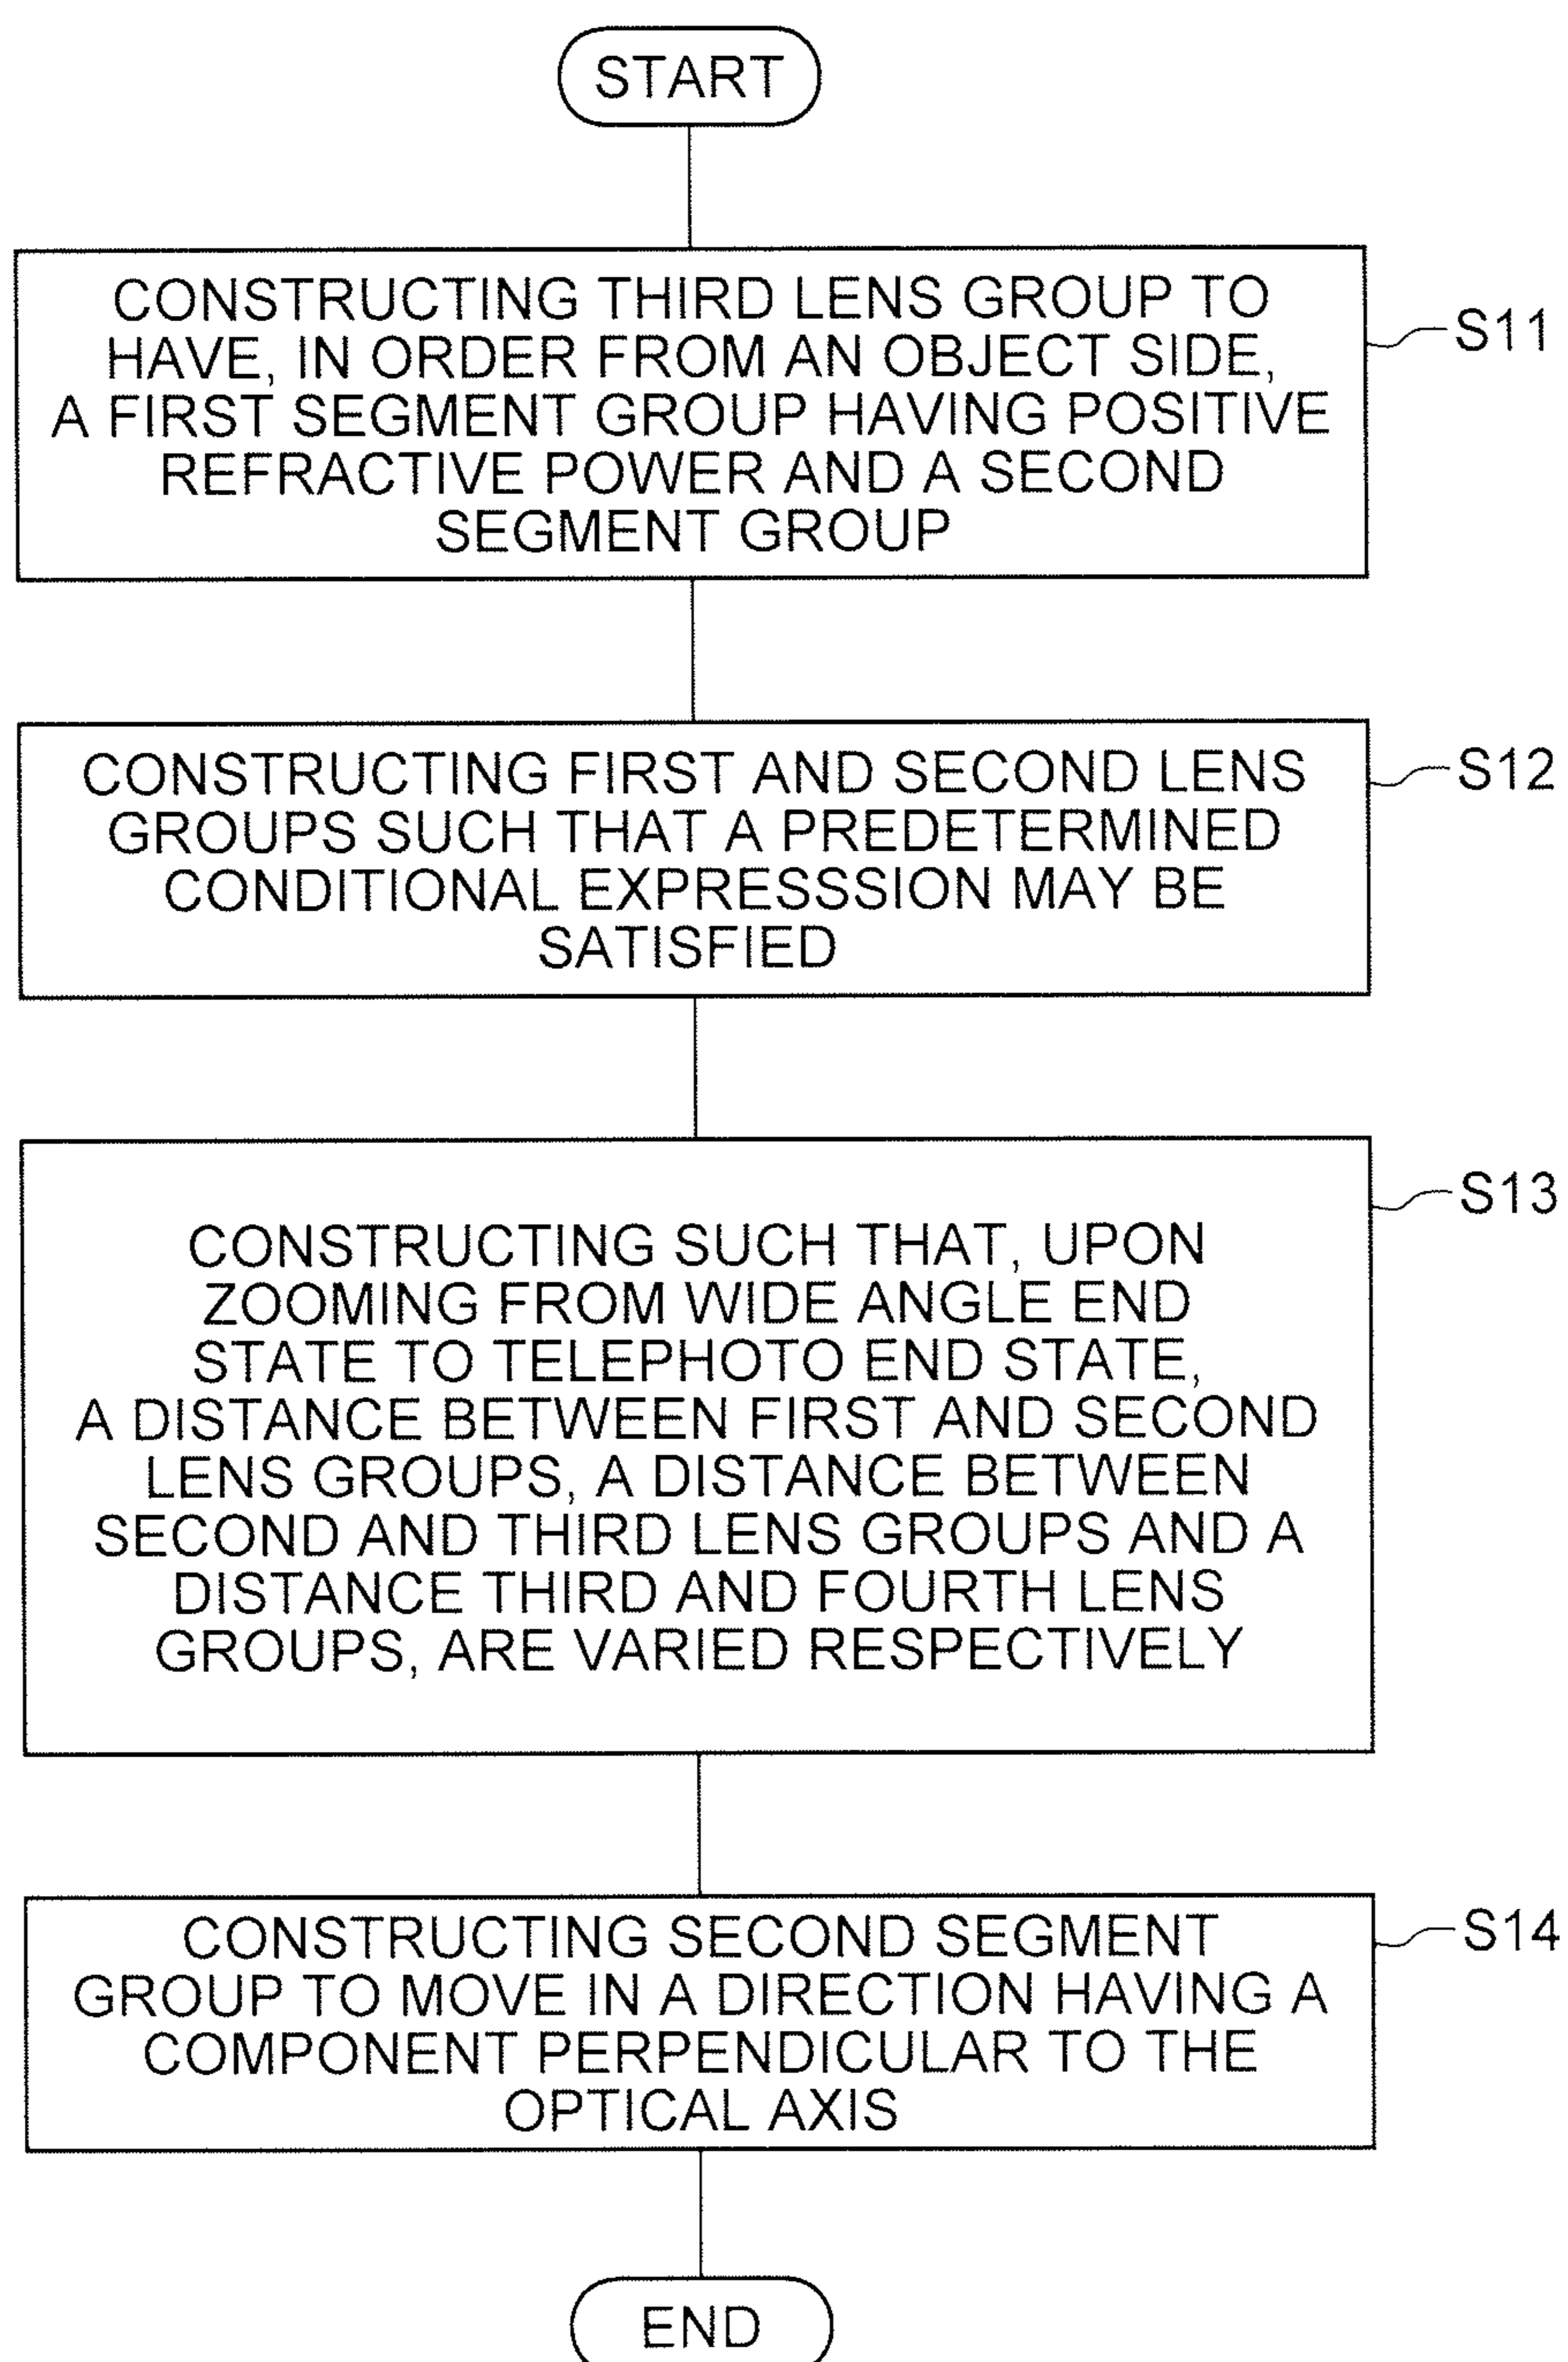 START
CONSTRUCTING THIRD LENS GROUP TO
HAVE, IN ORDER FROM AN OBJECT SIDE,
A FIRST SEGMENT GROUP HAVING POSITIVE
REFRACTIVE POWER AND A SECOND
SEGMENT GROUP
S11
CONSTRUCTING FIRST AND SECOND LENS
GROUPS SUCH THAT A PREDETERMINED
CONDITIONAL EXPRESSSION MAY BE
SATISFIED
S12
CONSTRUCTING SUCH THAT, UPON
ZOOMING FROM WIDE ANGLE END
STATE TO TELEPHOTO END STATE,
A DISTANCE BETWEEN FIRST AND SECOND
LENS GROUPS, A DISTANCE BETWEEN
SECOND AND THIRD LENS GROUPS AND A
DISTANCE THIRD AND FOURTH LENS
GROUPS, ARE VARIED RESPECTIVELY
S13
CONSTRUCTING SECOND SEGMENT
GROUP TO MOVE IN A DIRECTION HAVING A
COMPONENT PERPENDICULAR TO THE
OPTICAL AXIS
S14
END